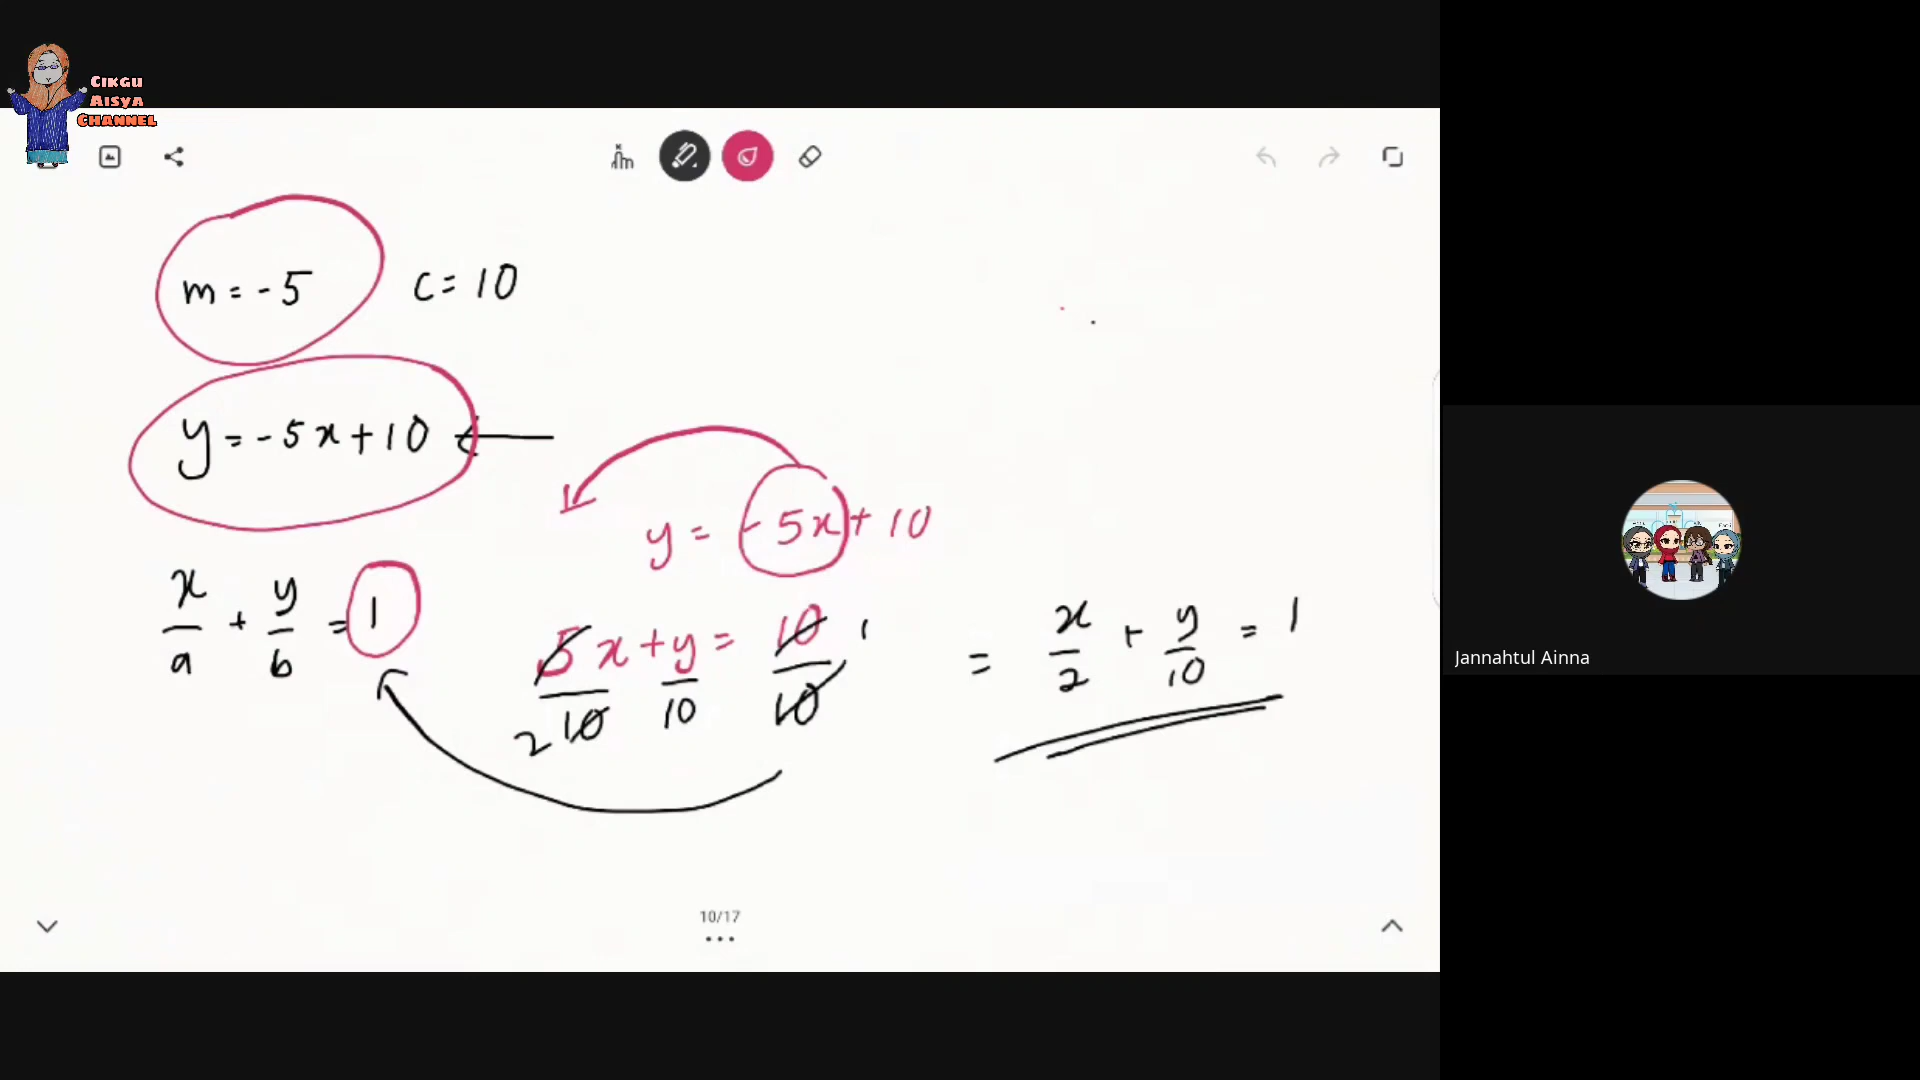 CIKGU
AISYA
CHANNEL
m = -5 c = 10
y = -5x + 10
y = -5x + 10
x/a + y/b = 1
5x/10 + y/10 = 10/10 1
2
= x/2 + y/10 = 1
Jannahtul Ainna
10/17